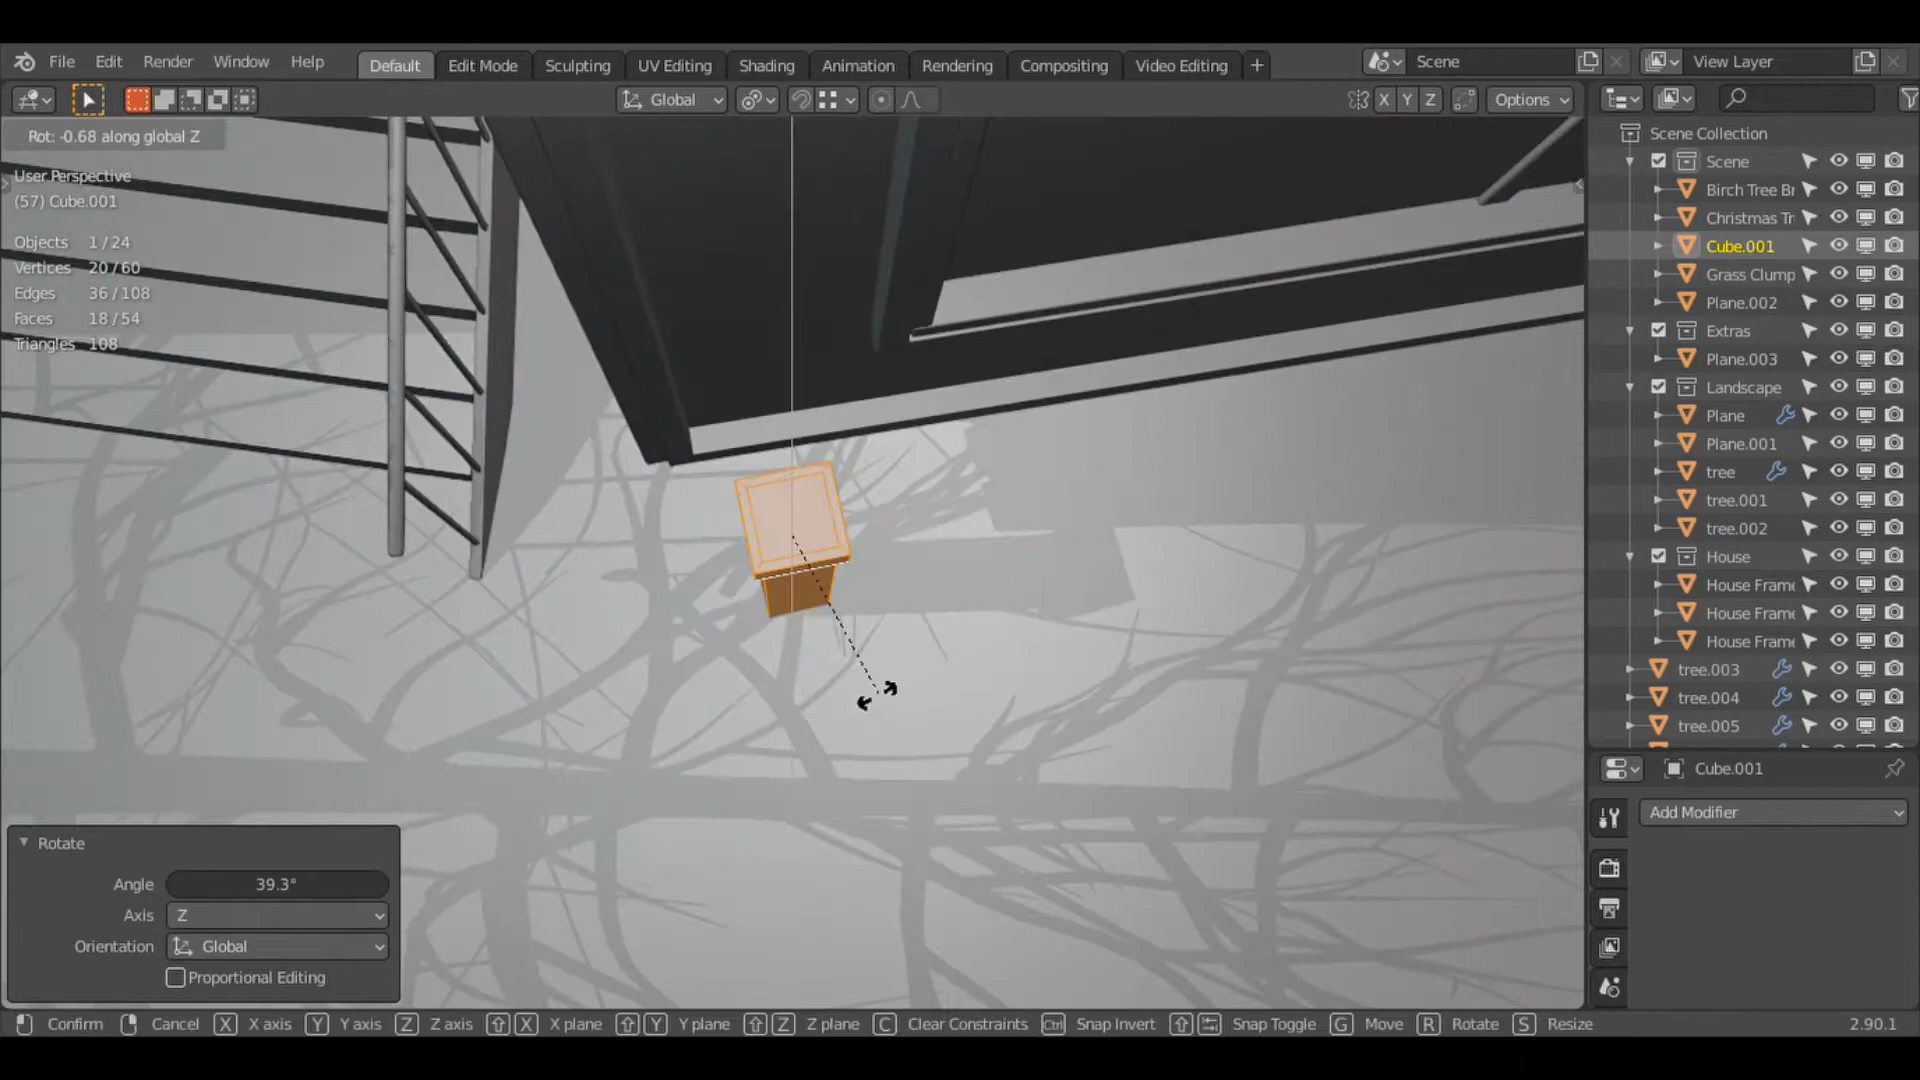 File Edit Render Window Help Default Edit Mode Sculpting UV Editing Shading Animation Rendering Compositing Video Editing + Scene View Layer
Global X Y Z Options
Rot: -0.68 along global Z
User Perspective
(57) Cube.001
Objects 1/24
Vertices 20/60
Edges 36/108
Faces 18/54
Triangles 108
Scene Collection
Scene
Birch Tree Br
Christmas Tr
Cube.001
Grass Clump
Plane.002
Extras
Plane.003
Landscape
Plane
Plane.001
tree
tree.001
tree.002
House
House Frame
House Frame
House Frame
tree.003
tree.004
tree.005
Cube.001
Add Modifier
Rotate
Angle 39.3°
Axis Z
Orientation Global
Proportional Editing
Confirm Cancel X X axis Y Y axis Z Z axis X X plane Y Y plane Z Z plane C Clear Constraints Ctrl Snap Invert Snap Toggle G Move R Rotate S Resize 2.90.1